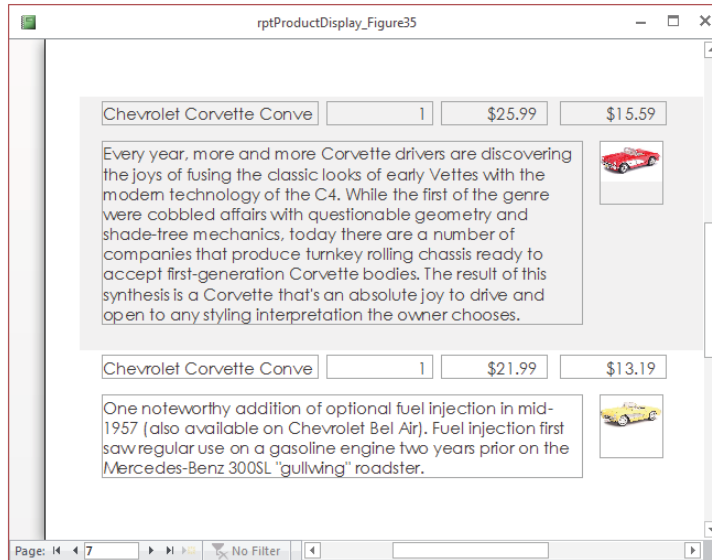 rptProductDisplay_Figure35
Chevrolet Corvette Conve 1 $25.99 $15.59
Every year, more and more Corvette drivers are discovering
the joys of fusing the classic looks of early Vettes with the
modern technology of the C4. While the first of the genre
were cobbled affairs with questionable geometry and
shade-tree mechanics, today there are a number of
companies that produce turnkey rolling chassis ready to
accept first-generation Corvette bodies. The result of this
synthesis is a Corvette that's an absolute joy to drive and
open to any styling interpretation the owner chooses.
Chevrolet Corvette Conve 1 $21.99 $13.19
One noteworthy addition of optional fuel injection in mid-
1957 (also available on Chevrolet Bel Air). Fuel injection first
saw regular use on a gasoline engine two years prior on the
Mercedes-Benz 300SL "gullwing" roadster.
Page: 7 No Filter